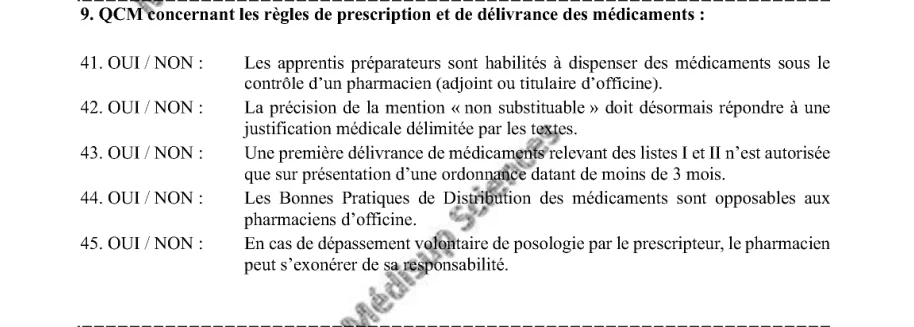 9. QCM concernant les règles de prescription et de délivrance des médicaments :
41. OUI / NON : Les apprentis préparateurs sont habilités à dispenser des médicaments sous le
contrôle d’un pharmacien (adjoint ou titulaire d’officine).
42. OUI / NON : La précision de la mention « non substituable » doit désormais répondre à une
justification médicale délimitée par les textes.
43. OUI / NON : Une première délivrance de médicaments relevant des listes I et II n’est autorisée
que sur présentation d’une ordonnance datant de moins de 3 mois.
44. OUI / NON : Les Bonnes Pratiques de Distribution des médicaments sont opposables aux
pharmaciens d’officine.
45. OUI / NON : En cas de dépassement volontaire de posologie par le prescripteur, le pharmacien
peut s’exonérer de sa responsabilité.
Médisup Sciences